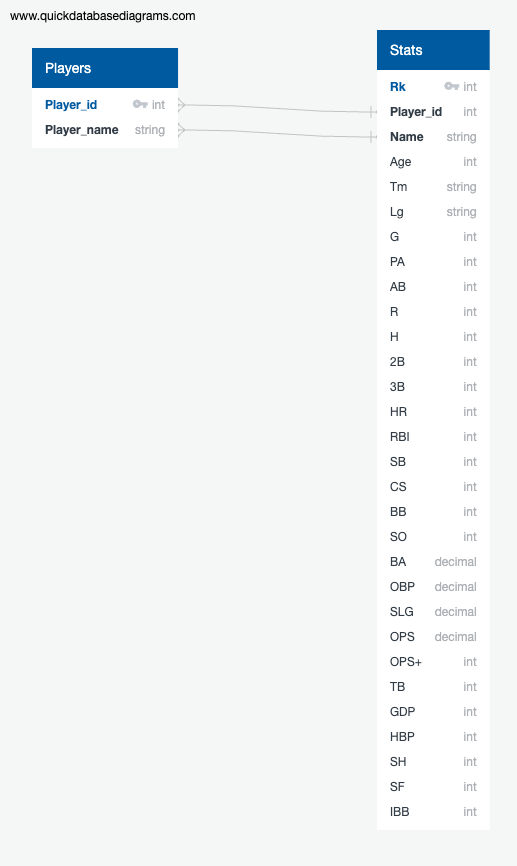 www.quickdatabasediagrams.com
Players
Player_id int
Player_name string
Stats
Rk int
Player_id int
Name string
Age int
Tm string
Lg string
G int
PA int
AB int
R int
H int
2B int
3B int
HR int
RBI int
SB int
CS int
BB int
SO int
BA decimal
OBP decimal
SLG decimal
OPS decimal
OPS+ int
TB int
GDP int
HBP int
SH int
SF int
IBB int